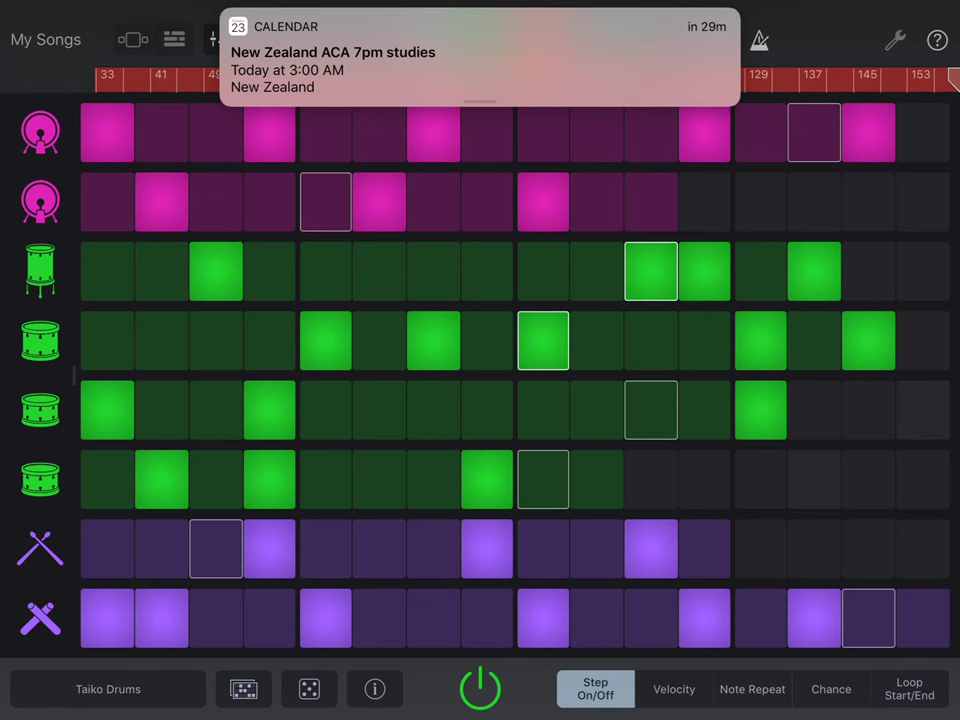 My Songs
23 CALENDAR in 29m
New Zealand ACA 7pm studies
Today at 3:00 AM
New Zealand
33 41 49 129 137 145 153
Taiko Drums
Step On/Off
Velocity
Note Repeat
Chance
Loop Start/End